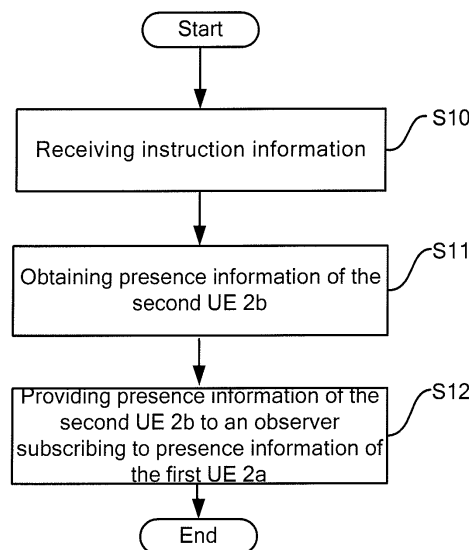 Start
Receiving instruction information
S10
Obtaining presence information of the
second UE 2b
S11
Providing presence information of the
second UE 2b to an observer
subscribing to presence information of
the first UE 2a
S12
End